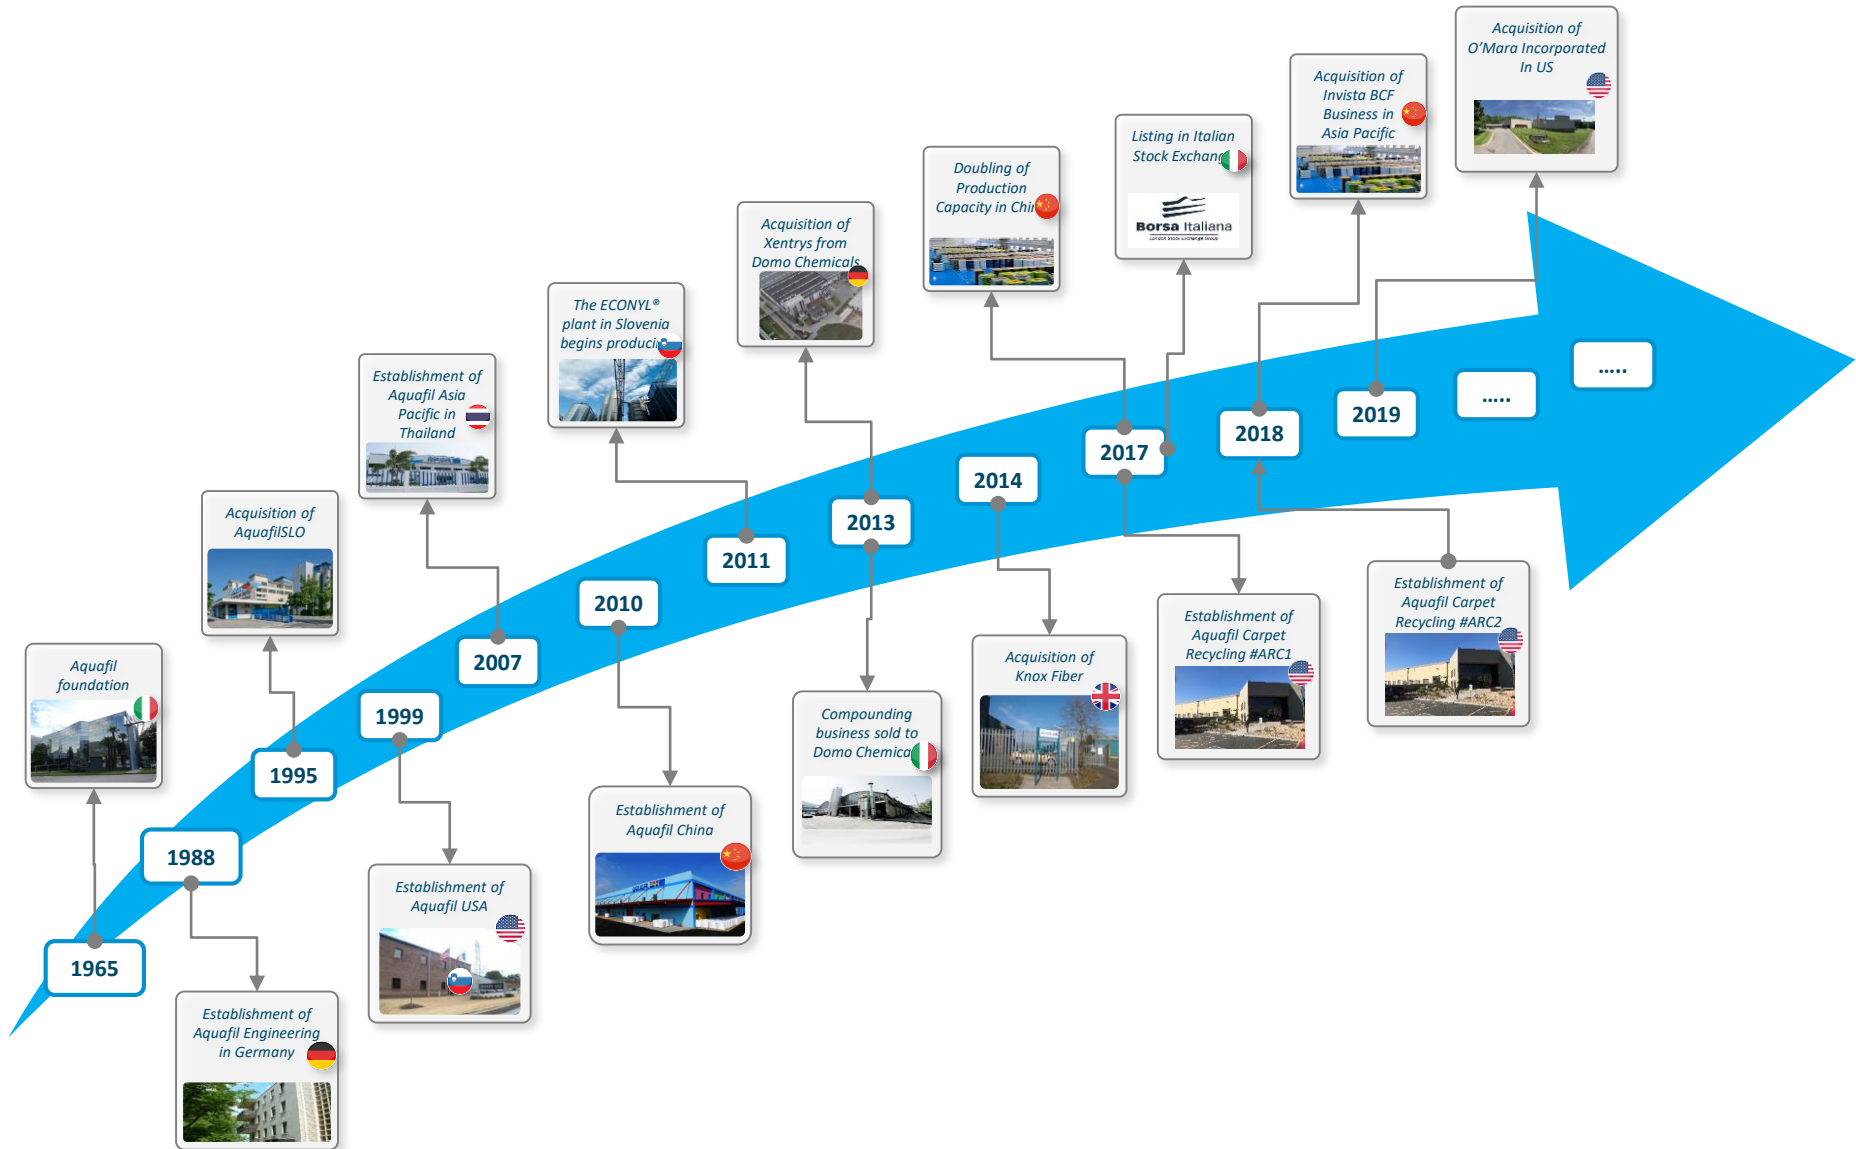 Acquisition of
O'Mara Incorporated
In US
Acquisition of
Invista BCF
Business in
Asia Pacific
Listing in Italian
Stock Exchang
Borsa Italiana
London Stock Exchange Group
Doubling of
Production
Capacity in Chin
Acquisition of
Xentrys from
Domo Chemicals
The ECONYL®
plant in Slovenia
begins produci
Establishment of
Aquafil Asia
Pacific in
Thailand
Acquisition of
AquafilSLO
Aquafil
foundation
1965
1988
1995
1999
2007
2010
2011
2013
2014
2017
2018
2019
.....
.....
Establishment of
Aquafil Engineering
in Germany
Establishment of
Aquafil USA
Establishment of
Aquafil China
Compounding
business sold to
Domo Chemica
Acquisition of
Knox Fiber
Establishment of
Aquafil Carpet
Recycling #ARC1
Establishment of
Aquafil Carpet
Recycling #ARC2